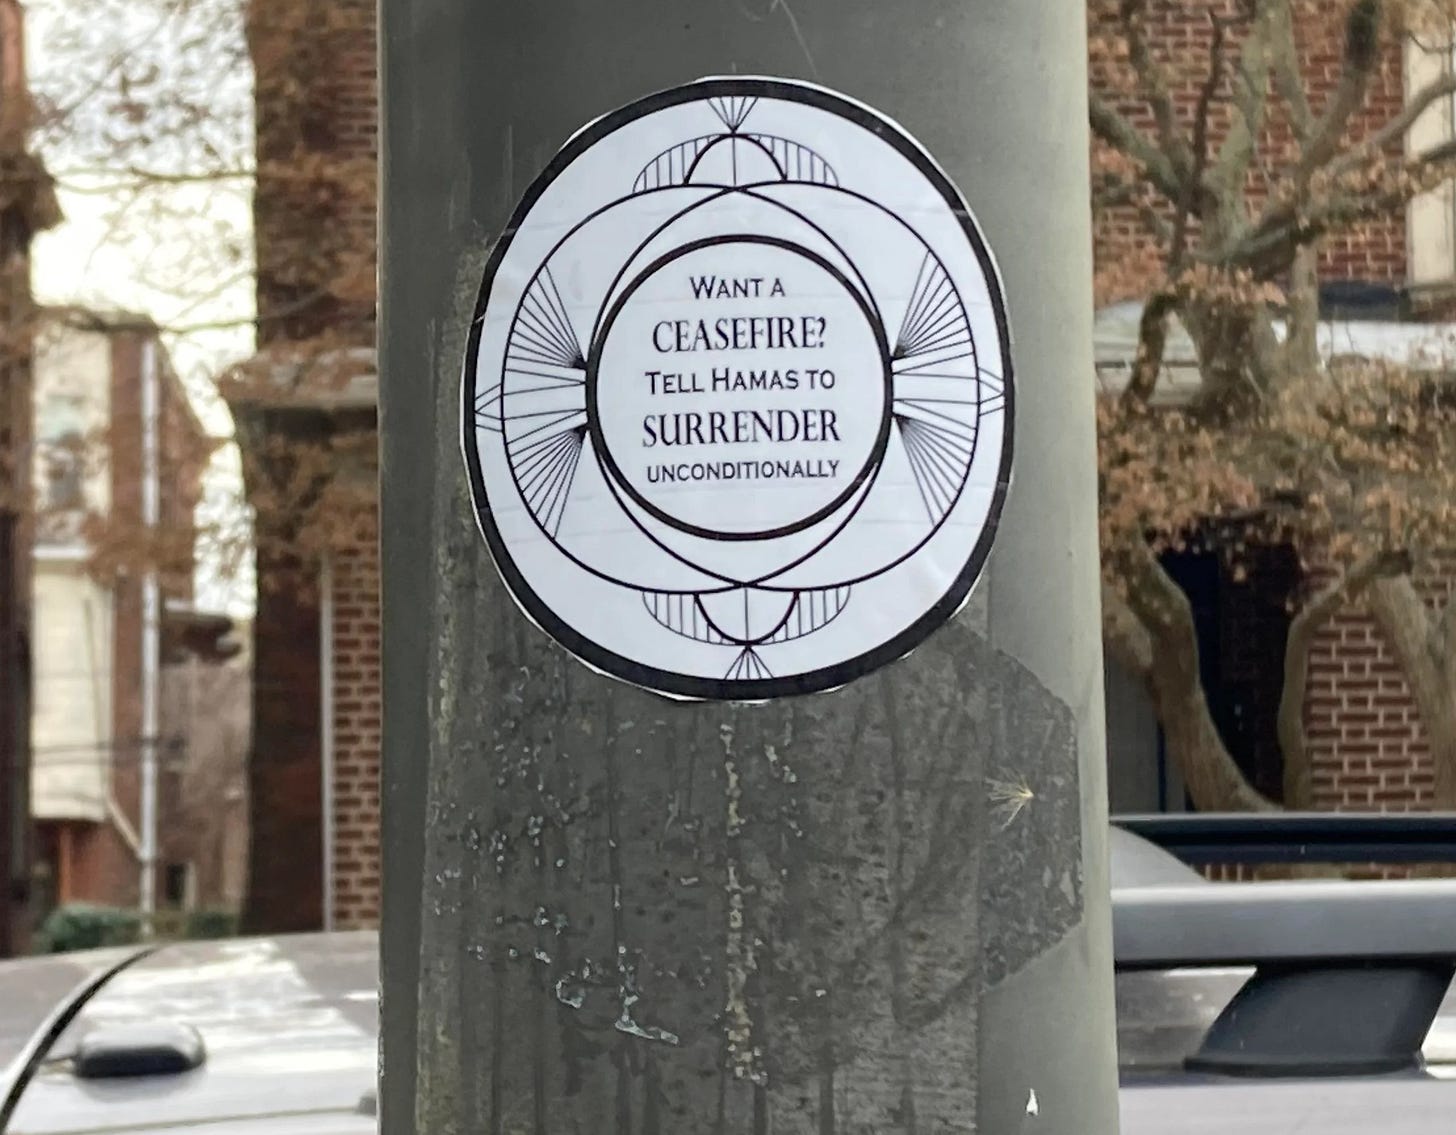 Want a
CEASEFIRE?
Tell Hamas to
SURRENDER
UNCONDITIONALLY